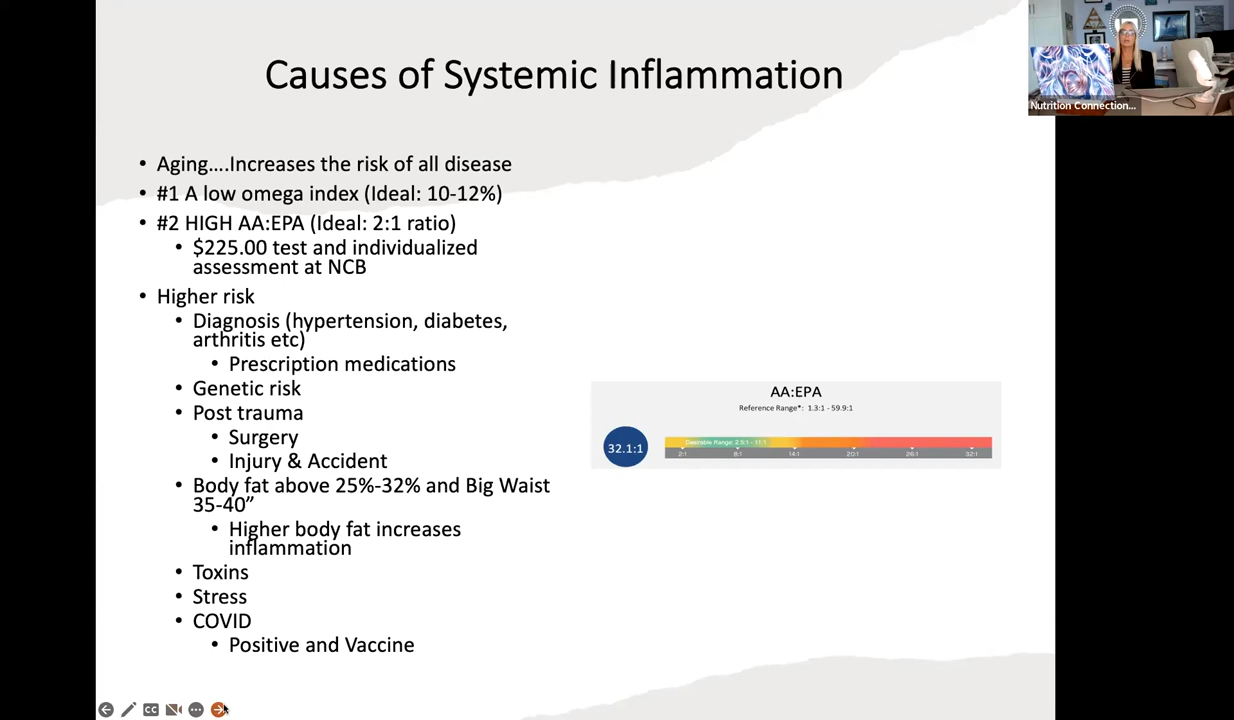 Causes of Systemic Inflammation
Nutrition Connection...
• Aging....Increases the risk of all disease
• #1 A low omega index (Ideal: 10-12%)
• #2 HIGH AA:EPA (Ideal: 2:1 ratio)
• $225.00 test and individualized
assessment at NCB
• Higher risk
• Diagnosis (hypertension, diabetes,
arthritis etc)
• Prescription medications
• Genetic risk
• Post trauma
• Surgery
• Injury & Accident
• Body fat above 25%-32% and Big Waist
35-40”
• Higher body fat increases
inflammation
• Toxins
• Stress
• COVID
• Positive and Vaccine
AA:EPA
Reference Range*: 1.3:1 - 59.9:1
32.1:1
Desirable Range: 2.5:1 - 11:1
2:1 8:1 14:1 20:1 26:1 32:1
CC